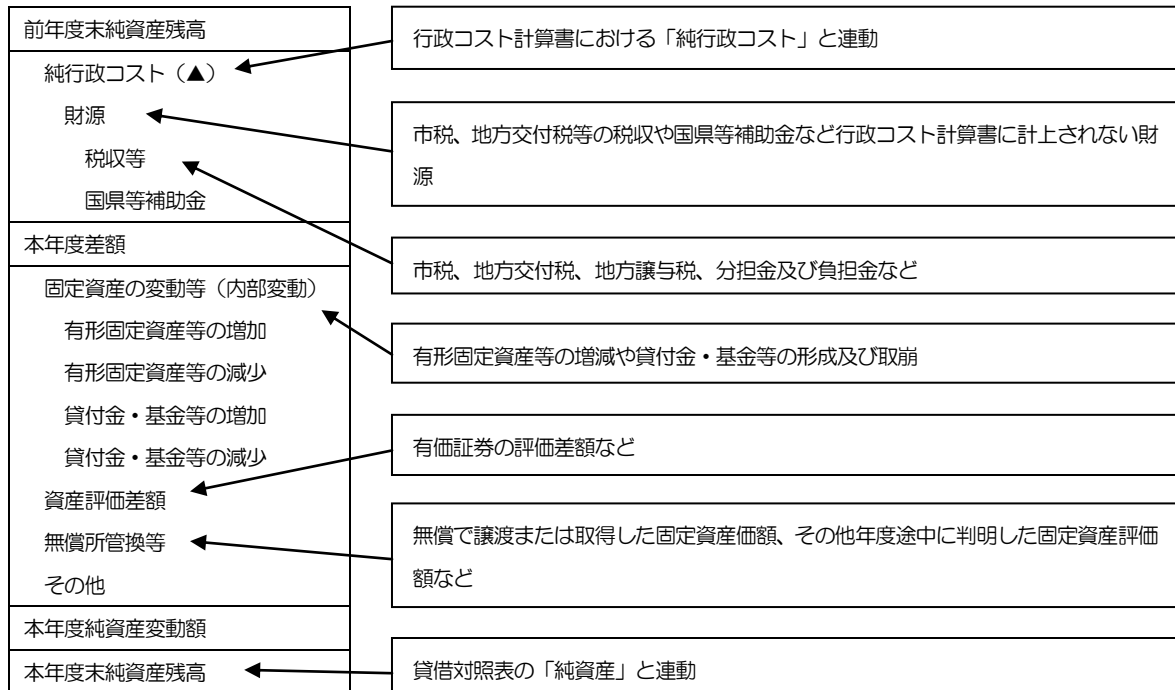 前年度末純資産残高
純行政コスト（▲）
財源
税収等
国県等補助金
本年度差額
固定資産の変動等（内部変動）
有形固定資産等の増加
有形固定資産等の減少
貸付金・基金等の増加
貸付金・基金等の減少
資産評価差額
無償所管換等
その他
本年度純資産変動額
本年度末純資産残高
行政コスト計算書における「純行政コスト」と連動
市税、地方交付税等の税収や国県等補助金など行政コスト計算書に計上されない財
源
市税、地方交付税、地方譲与税、分担金及び負担金など
有形固定資産等の増減や貸付金・基金等の形成及び取崩
有価証券の評価差額など
無償で譲渡または取得した固定資産価額、その他年度途中に判明した固定資産評価
額など
貸借対照表の「純資産」と連動